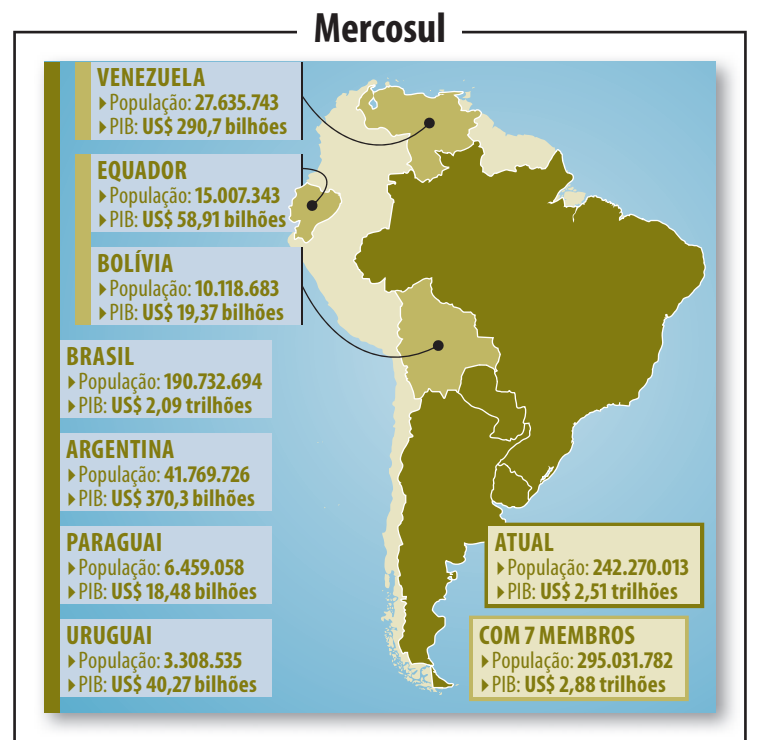 Mercosul
VENEZUELA
População: 27.635.743
PIB: US$ 290,7 bilhões
EQUADOR
População: 15.007.343
PIB: US$ 58,91 bilhões
BOLÍVIA
População: 10.118.683
PIB: US$ 19,37 bilhões
BRASIL
População: 190.732.694
PIB: US$ 2,09 trilhões
ARGENTINA
População: 41.769.726
PIB: US$ 370,3 bilhões
PARAGUAI
População: 6.459.058
PIB: US$ 18,48 bilhões
URUGUAI
População: 3.308.535
PIB: US$ 40,27 bilhões
ATUAL
População: 242.270.013
PIB: US$ 2,51 trilhões
COM 7 MEMBROS
População: 295.031.782
PIB: US$ 2,88 trilhões